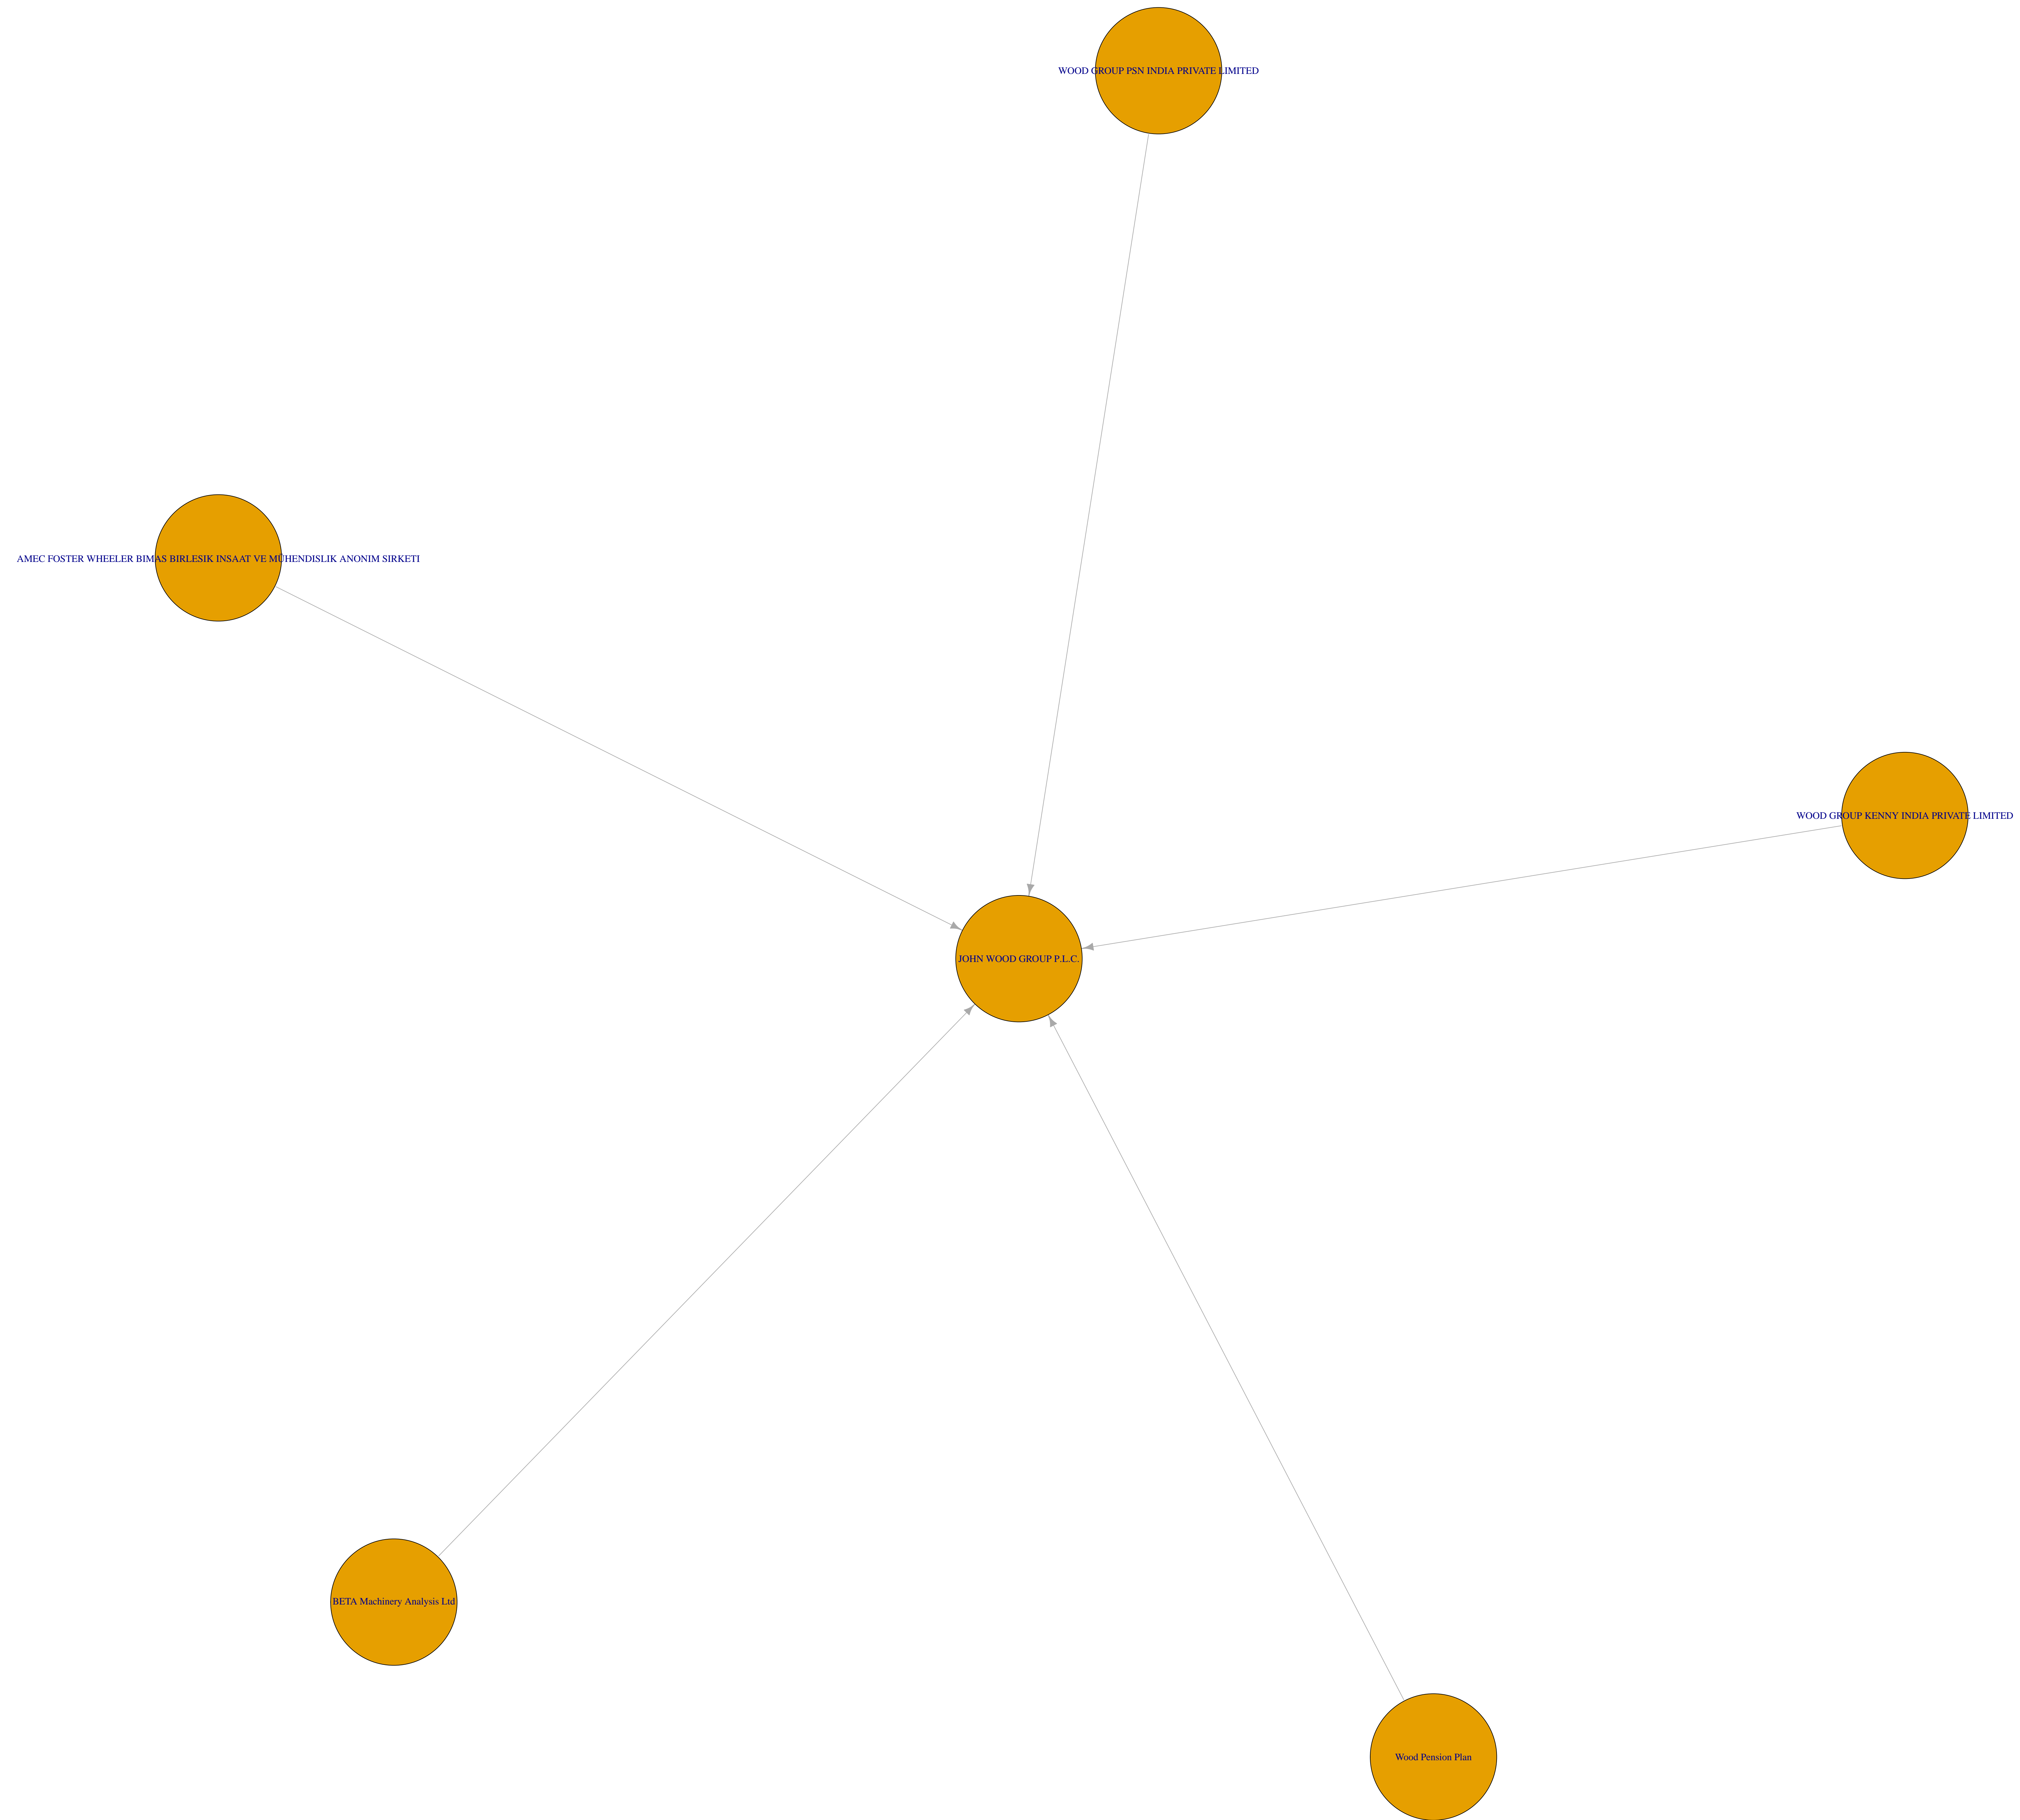 WOOD GROUP PSN INDIA PRIVATE LIMITED
AMEC FOSTER WHEELER BIMAS BIRLESIK INSAAT VE MÜHENDISLIK ANONIM SIRKETI
WOOD GROUP KENNY INDIA PRIVATE LIMITED
JOHN WOOD GROUP P.L.C.
BETA Machinery Analysis Ltd
Wood Pension Plan